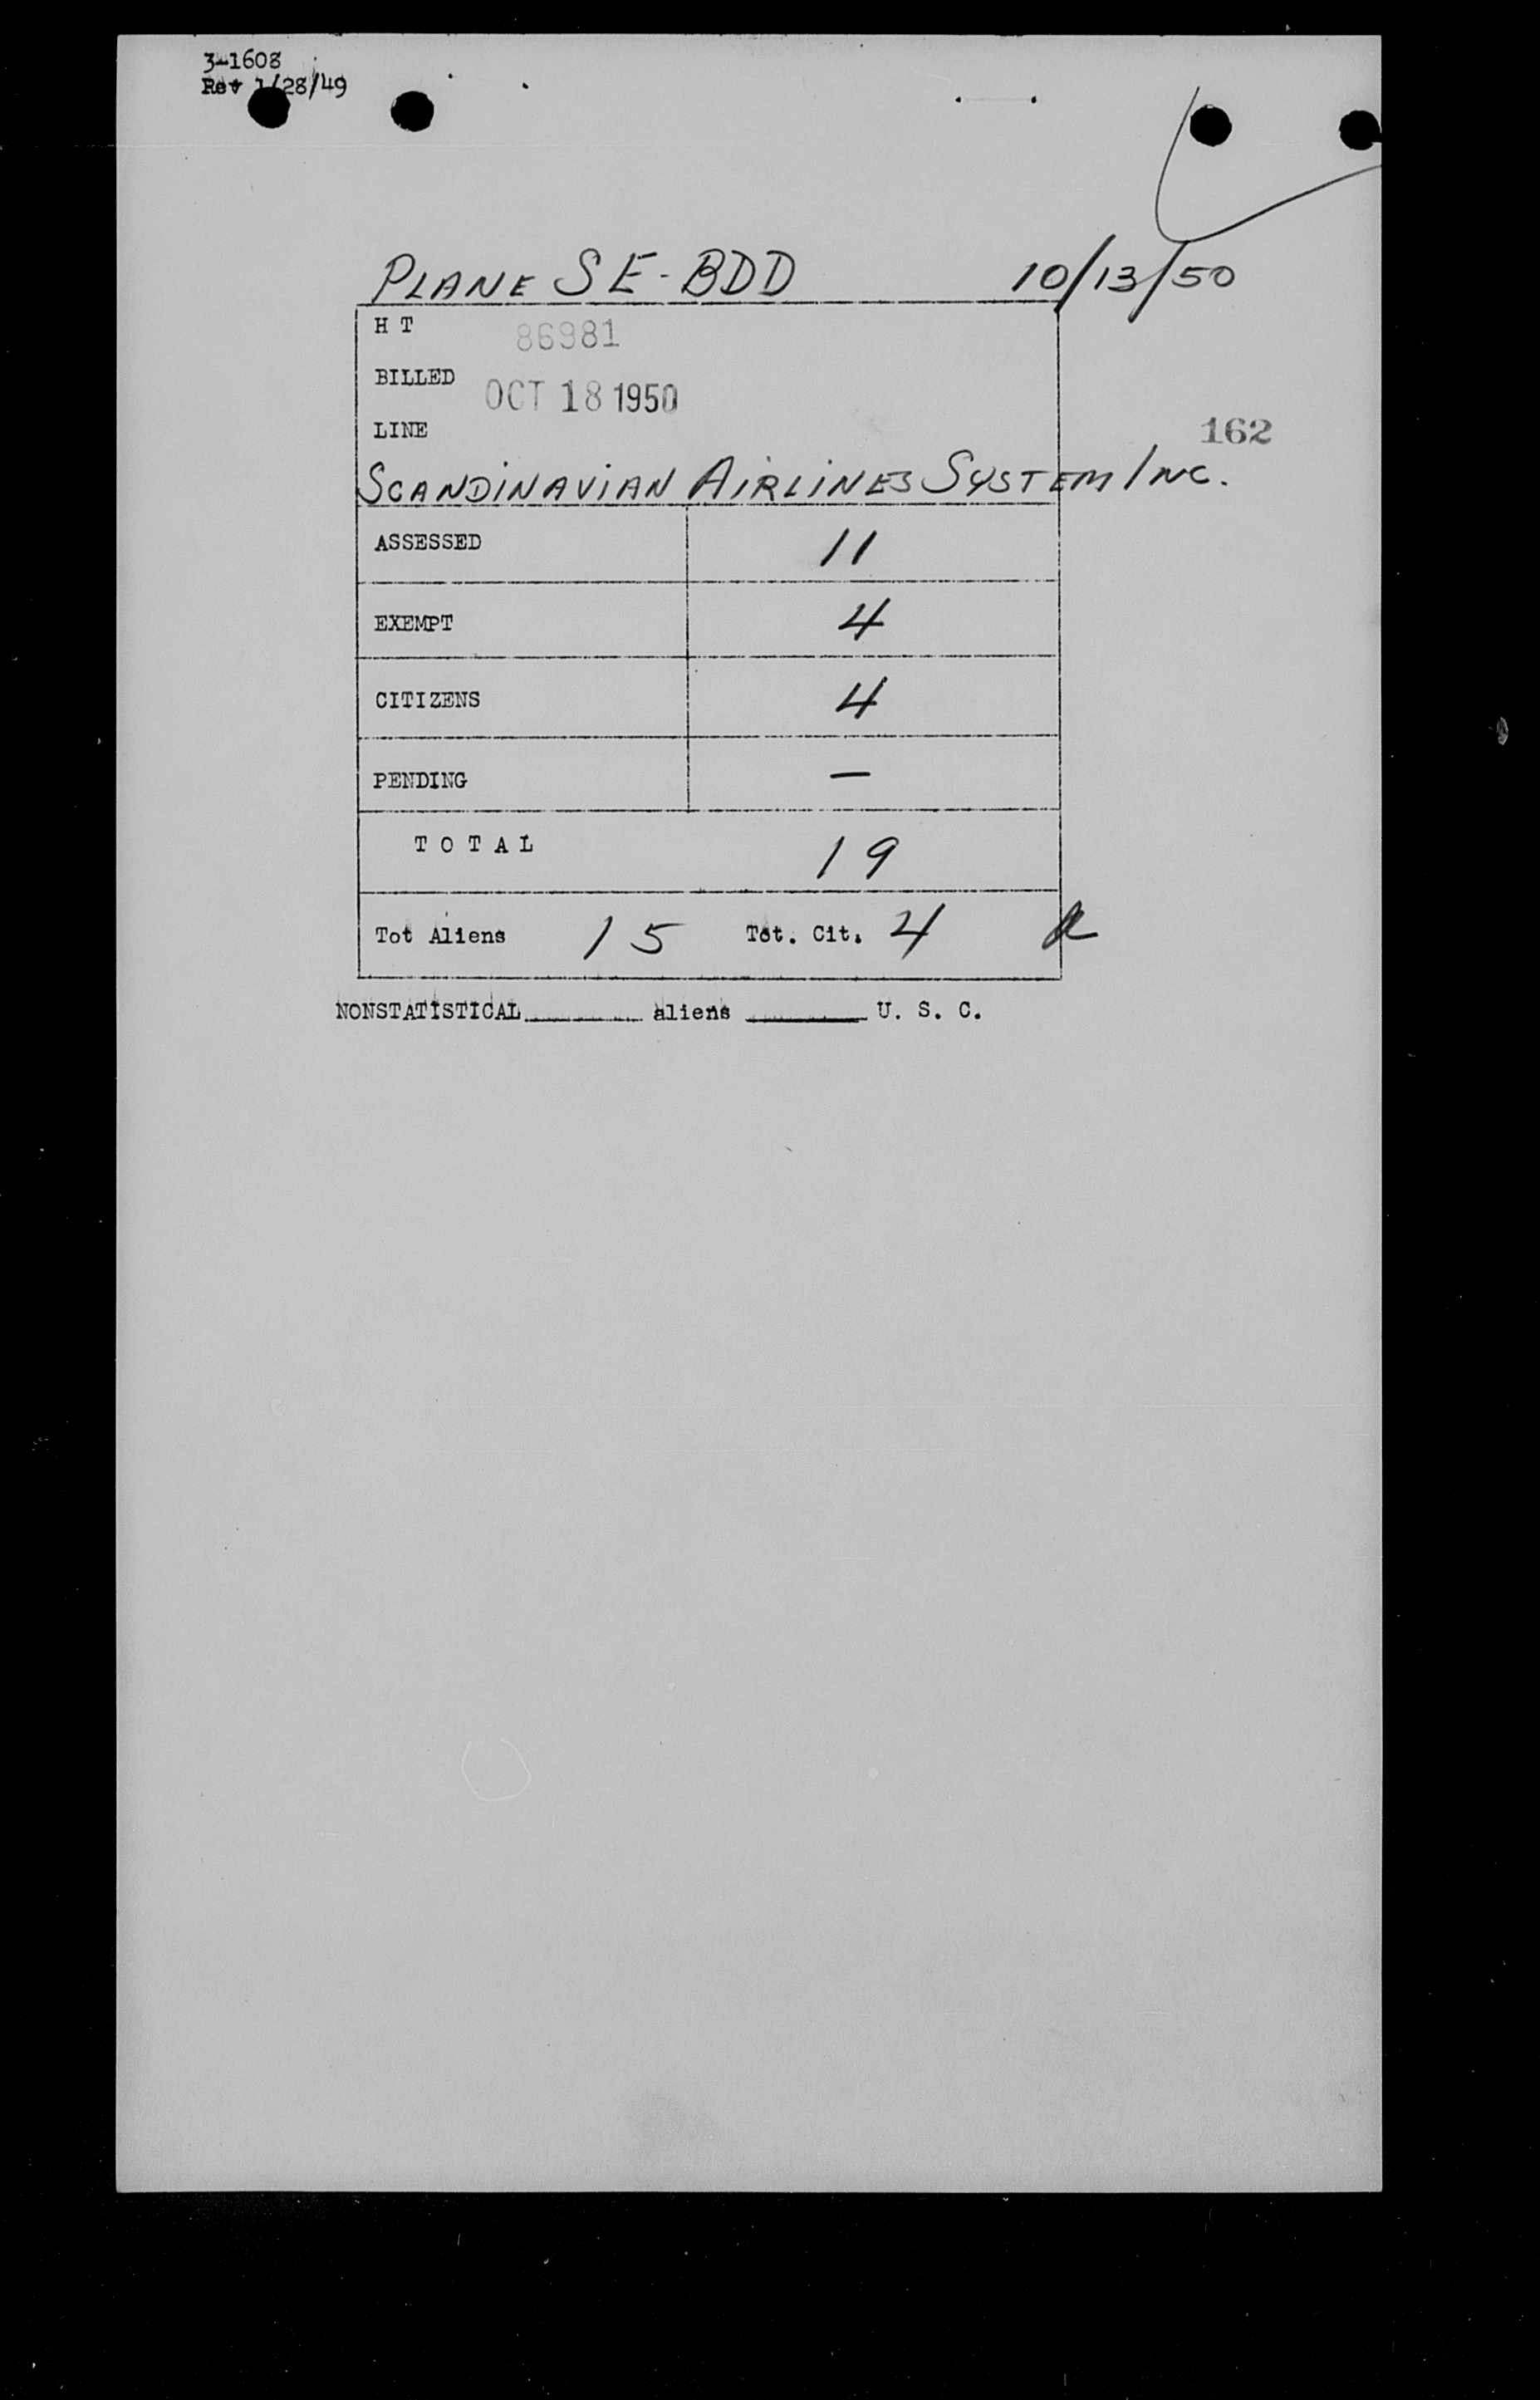 3-1608
Rev 1/28/49
PLANE SE-BDD 10/13/50
H T 86981
BILLED OCT 18 1950
LINE
162
SCANDINAVIAN AIRLINES SYSTEM INC.
ASSESSED 11
EXEMPT 4
CITIZENS 4
PENDING —
TOTAL 19
Tot Aliens 15 Tot. Cit. 4
NONSTATISTICAL aliens U. S. C.